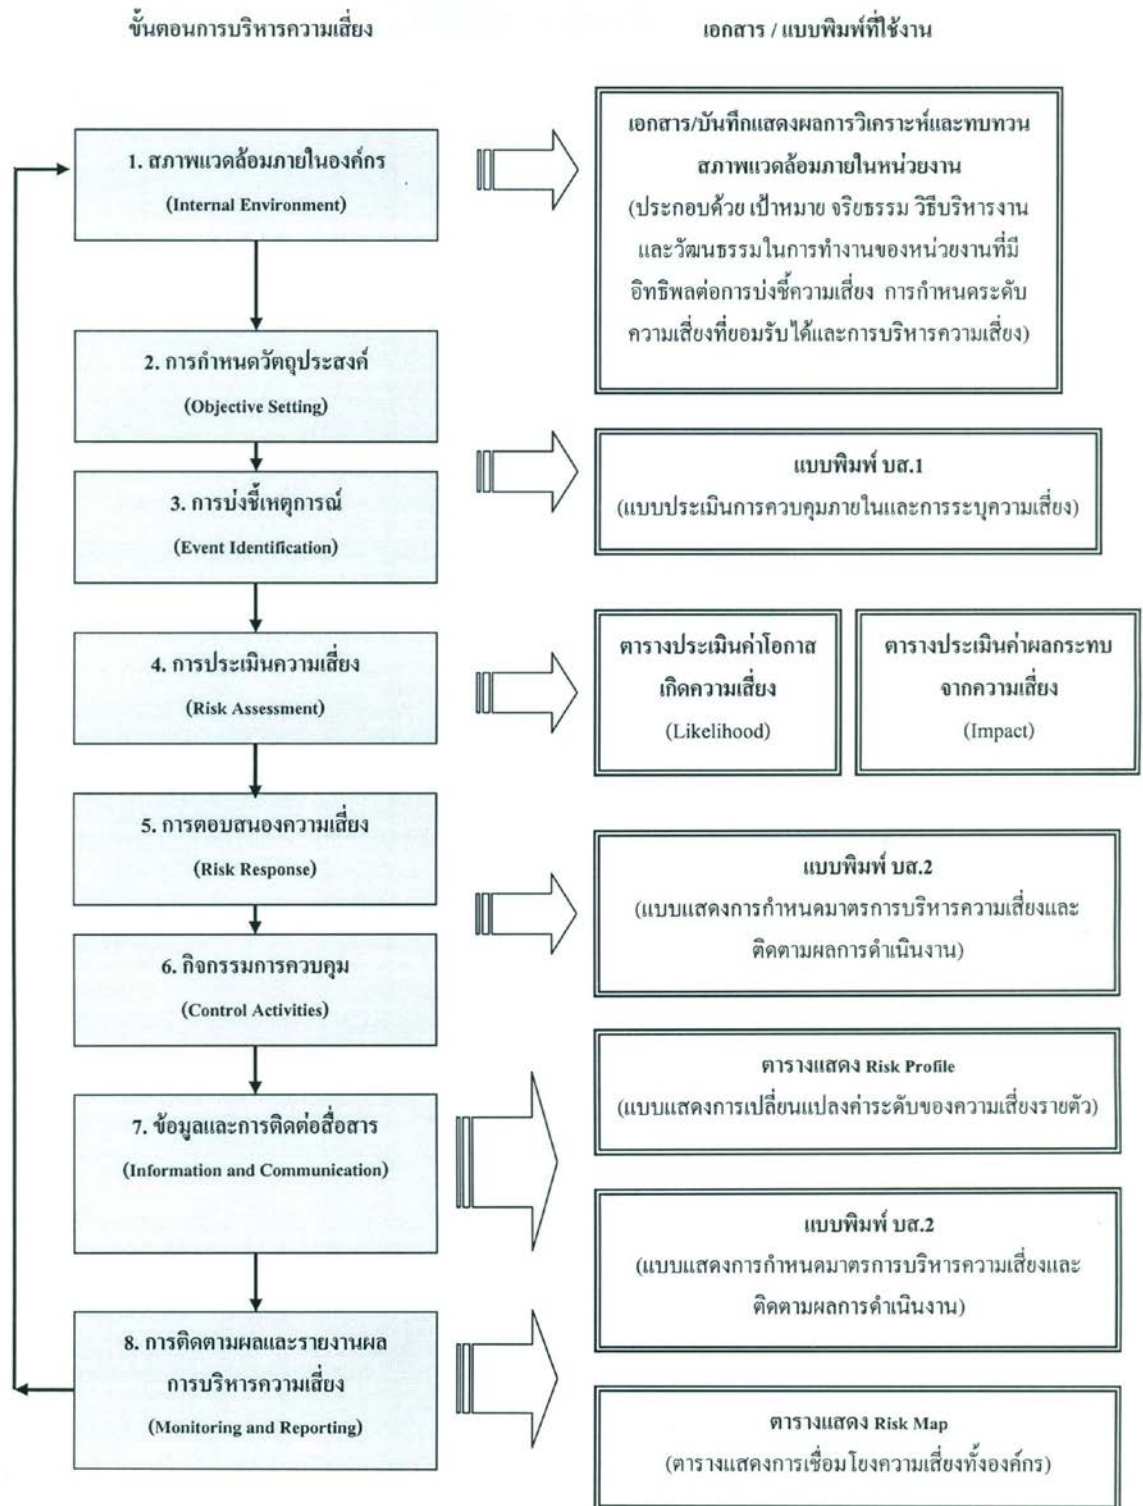 ขั้นตอนการบริหารความเสี่ยง
เอกสาร / แบบพิมพ์ที่ใช้งาน
1. สภาพแวดล้อมภายในองค์กร
(Internal Environment)
เอกสาร/บันทึกแสดงผลการวิเคราะห์และทบทวน
สภาพแวดล้อมภายในหน่วยงาน
(ประกอบด้วย เป้าหมาย จริยธรรม วิธีบริหารงาน
และวัฒนธรรมในการทำงานของหน่วยงานที่มี
อิทธิพลต่อการบ่งชี้ความเสี่ยง การกำหนดระดับ
ความเสี่ยงที่ยอมรับได้และการบริหารความเสี่ยง)
2. การกำหนดวัตถุประสงค์
(Objective Setting)
3. การบ่งชี้เหตุการณ์
(Event Identification)
แบบพิมพ์ บส.1
(แบบประเมินการควบคุมภายในและการระบุความเสี่ยง)
4. การประเมินความเสี่ยง
(Risk Assessment)
ตารางประเมินค่าโอกาส
เกิดความเสี่ยง
(Likelihood)
ตารางประเมินค่าผลกระทบ
จากความเสี่ยง
(Impact)
5. การตอบสนองความเสี่ยง
(Risk Response)
6. กิจกรรมการควบคุม
(Control Activities)
แบบพิมพ์ บส.2
(แบบแสดงการกำหนดมาตรการบริหารความเสี่ยงและ
ติดตามผลการดำเนินงาน)
7. ข้อมูลและการติดต่อสื่อสาร
(Information and Communication)
ตารางแสดง Risk Profile
(แบบแสดงการเปลี่ยนแปลงค่าระดับของความเสี่ยงรายตัว)
แบบพิมพ์ บส.2
(แบบแสดงการกำหนดมาตรการบริหารความเสี่ยงและ
ติดตามผลการดำเนินงาน)
8. การติดตามผลและรายงานผล
การบริหารความเสี่ยง
(Monitoring and Reporting)
ตารางแสดง Risk Map
(ตารางแสดงการเชื่อมโยงความเสี่ยงทั้งองค์กร)